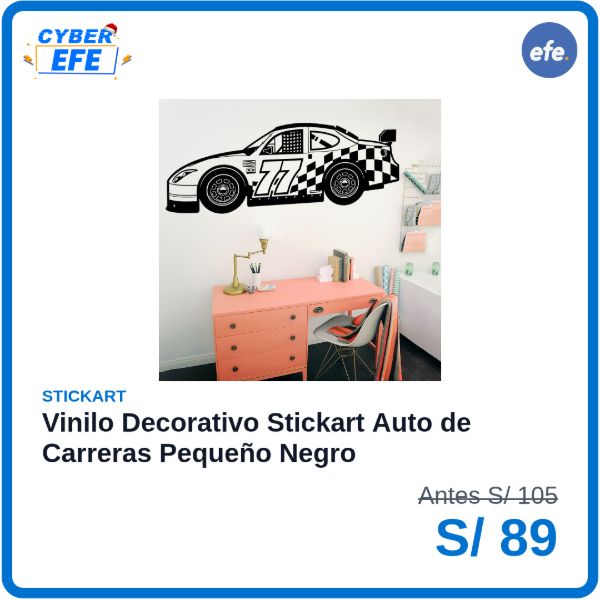 CYBER
EFE
efe.
77
STICKART
Vinilo Decorativo Stickart Auto de
Carreras Pequeño Negro
Antes S/ 105
S/ 89